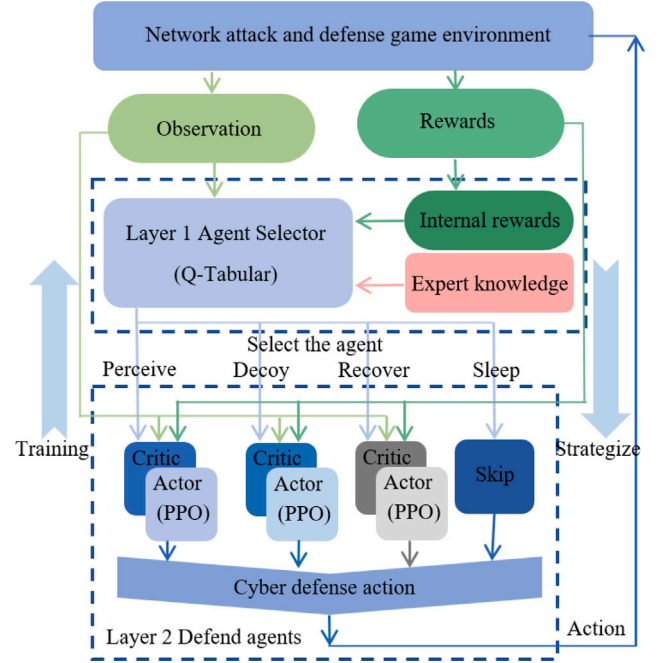 Network attack and defense game environment
Observation
Rewards
Layer 1 Agent Selector
(Q-Tabular)
Internal rewards
Expert knowledge
Select the agent
Perceive
Decoy
Recover
Sleep
Training
Strategize
Critic
Actor
(PPO)
Critic
Actor
(PPO)
Critic
Actor
(PPO)
Skip
Cyber defense action
Layer 2 Defend agents
Action